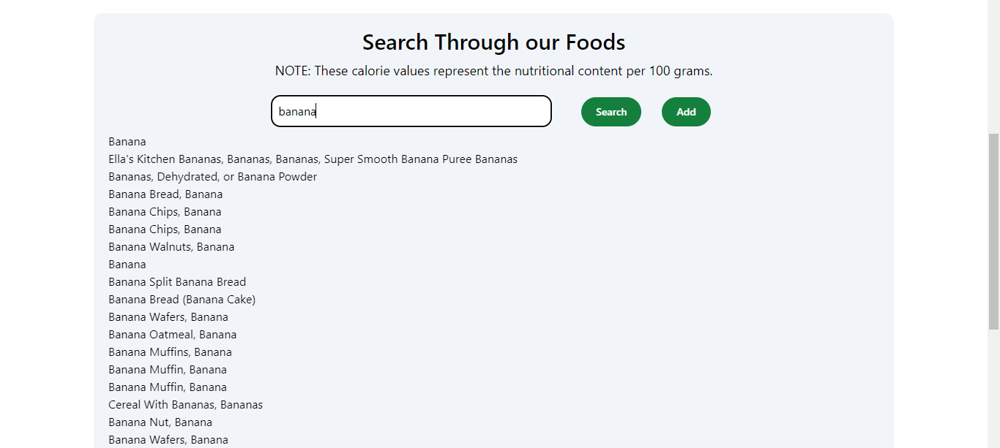 Search Through our Foods
NOTE: These calorie values represent the nutritional content per 100 grams.
banana
Search
Add
Banana
Ella's Kitchen Bananas, Bananas, Bananas, Super Smooth Banana Puree Bananas
Bananas, Dehydrated, or Banana Powder
Banana Bread, Banana
Banana Chips, Banana
Banana Chips, Banana
Banana Walnuts, Banana
Banana
Banana Split Banana Bread
Banana Bread (Banana Cake)
Banana Wafers, Banana
Banana Oatmeal, Banana
Banana Muffins, Banana
Banana Muffin, Banana
Banana Muffin, Banana
Cereal With Bananas, Bananas
Banana Nut, Banana
Banana Wafers, Banana